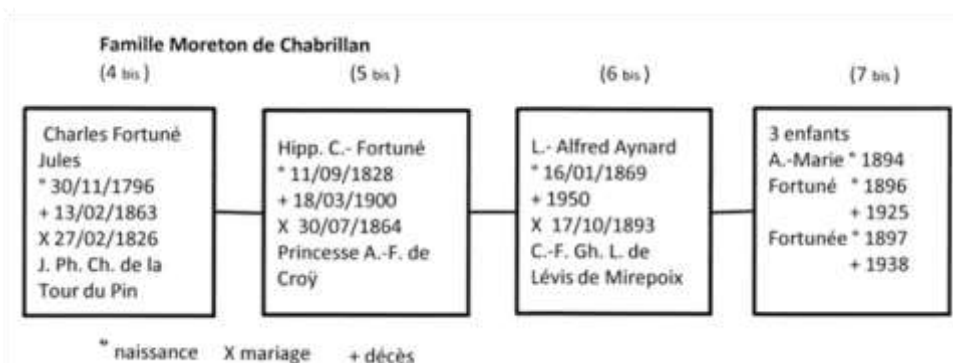 Famille Moreton de Chabrillan
(4 bis) (5 bis) (6 bis) (7 bis)
Charles Fortuné
Jules
* 30/11/1796
+ 13/02/1863
X 27/02/1826
J. Ph. Ch. de la
Tour du Pin
Hipp. C.- Fortuné
* 11/09/1828
+ 18/03/1900
X 30/07/1864
Princesse A.-F. de
Croÿ
L.- Alfred Aynard
* 16/01/1869
+ 1950
X 17/10/1893
C.-F. Gh. L. de
Lévis de Mirepoix
3 enfants
A.-Marie * 1894
Fortuné * 1896
+ 1925
Fortunée * 1897
+ 1938
* naissance X mariage + décès